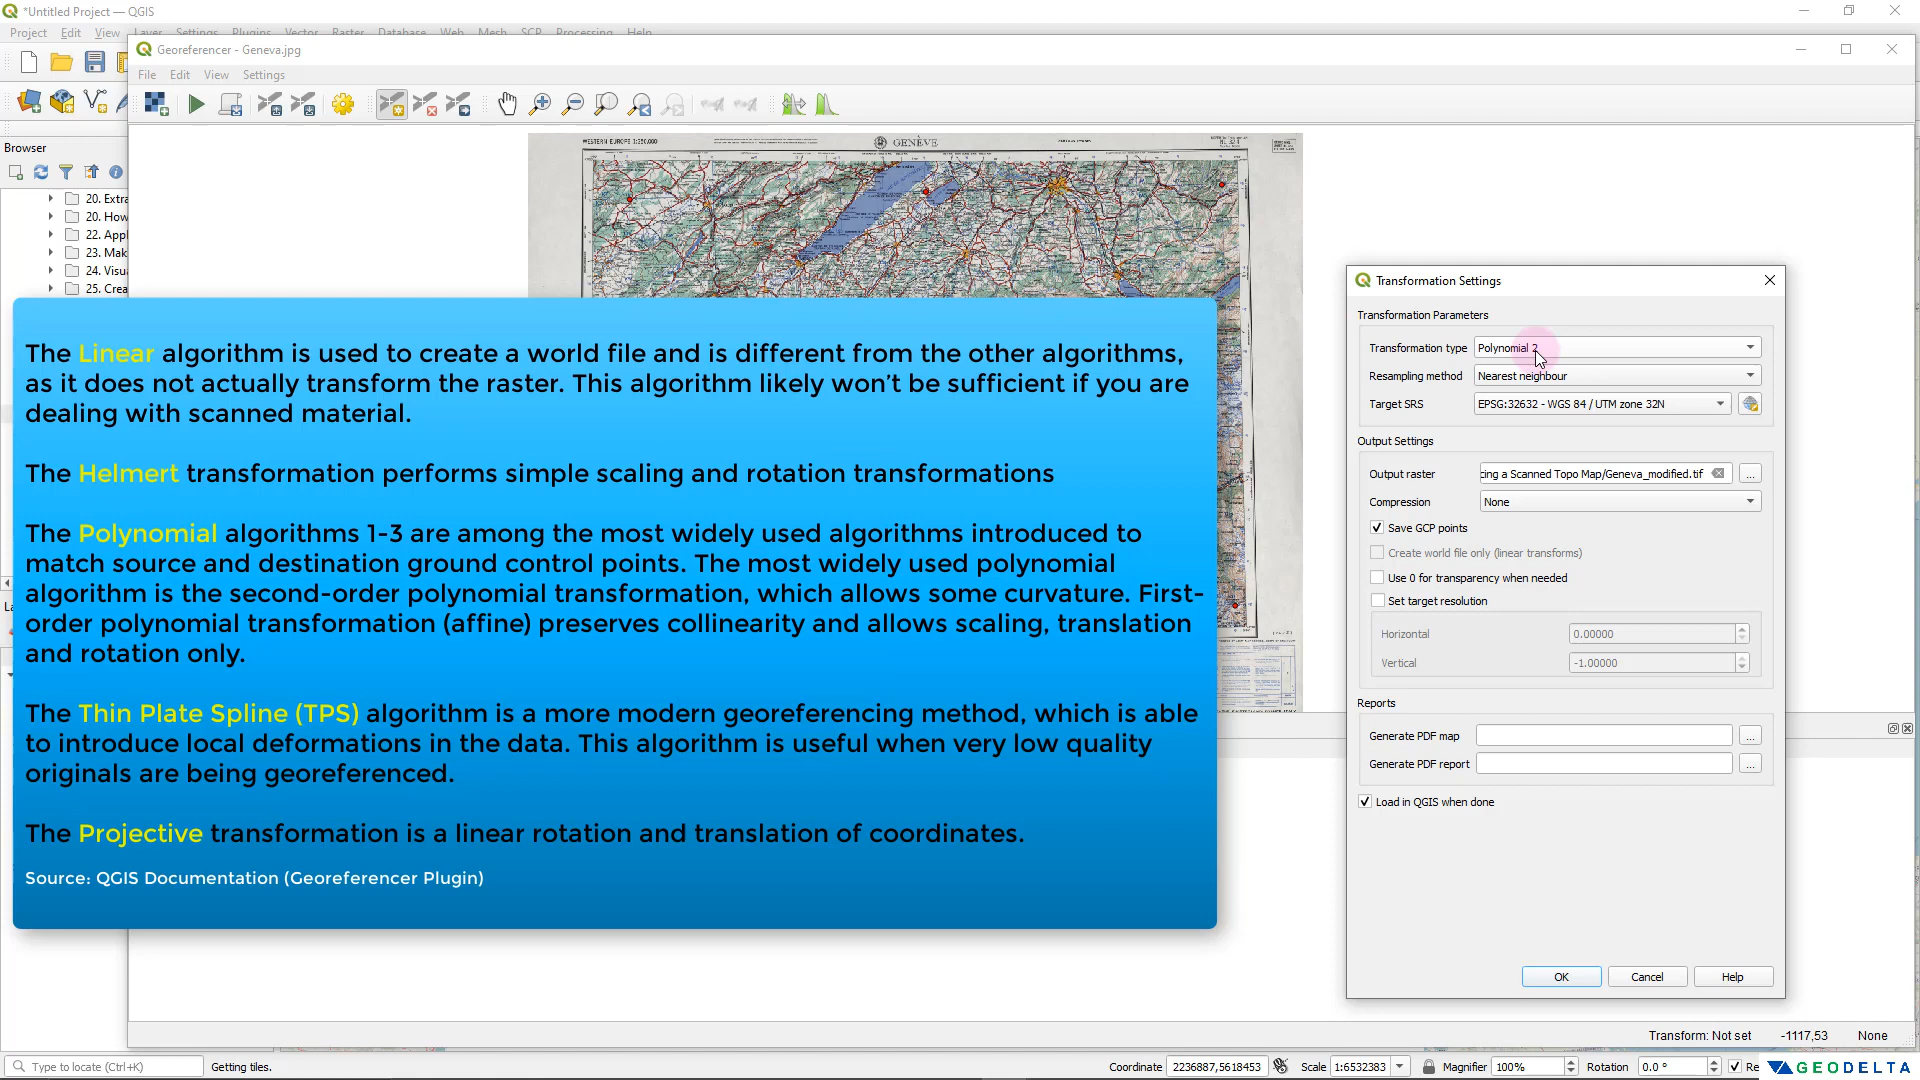 *Untitled Project — QGIS
Project Edit View Layer Settings Plugins Vector Raster Database Web Mesh SCP Processing Help
Georeferencer - Geneva.jpg
File Edit View Settings
Browser
20. Extra
20. How
22. Appl
23. Mak
24. Visu
25. Crea
WESTERN EUROPE 1:250,000
GENÈVE
The Linear algorithm is used to create a world file and is different from the other algorithms,
as it does not actually transform the raster. This algorithm likely won’t be sufficient if you are
dealing with scanned material.
The Helmert transformation performs simple scaling and rotation transformations
The Polynomial algorithms 1-3 are among the most widely used algorithms introduced to
match source and destination ground control points. The most widely used polynomial
algorithm is the second-order polynomial transformation, which allows some curvature. First-
order polynomial transformation (affine) preserves collinearity and allows scaling, translation
and rotation only.
The Thin Plate Spline (TPS) algorithm is a more modern georeferencing method, which is able
to introduce local deformations in the data. This algorithm is useful when very low quality
originals are being georeferenced.
The Projective transformation is a linear rotation and translation of coordinates.
Source: QGIS Documentation (Georeferencer Plugin)
La
Transformation Settings
Transformation Parameters
Transformation type Polynomial 2
Resampling method Nearest neighbour
Target SRS EPSG:32632 - WGS 84 / UTM zone 32N
Output Settings
Output raster cing a Scanned Topo Map/Geneva_modified.tif ...
Compression None
Save GCP points
Create world file only (linear transforms)
Use 0 for transparency when needed
Set target resolution
Horizontal 0.00000
Vertical -1.00000
Reports
Generate PDF map ...
Generate PDF report ...
Load in QGIS when done
OK Cancel Help
Transform: Not set -1117,53 None
Type to locate (Ctrl+K) Getting tiles. Coordinate 2236887,5618453 Scale 1:6532383 Magnifier 100% Rotation 0.0 ° Re
GEODELTA